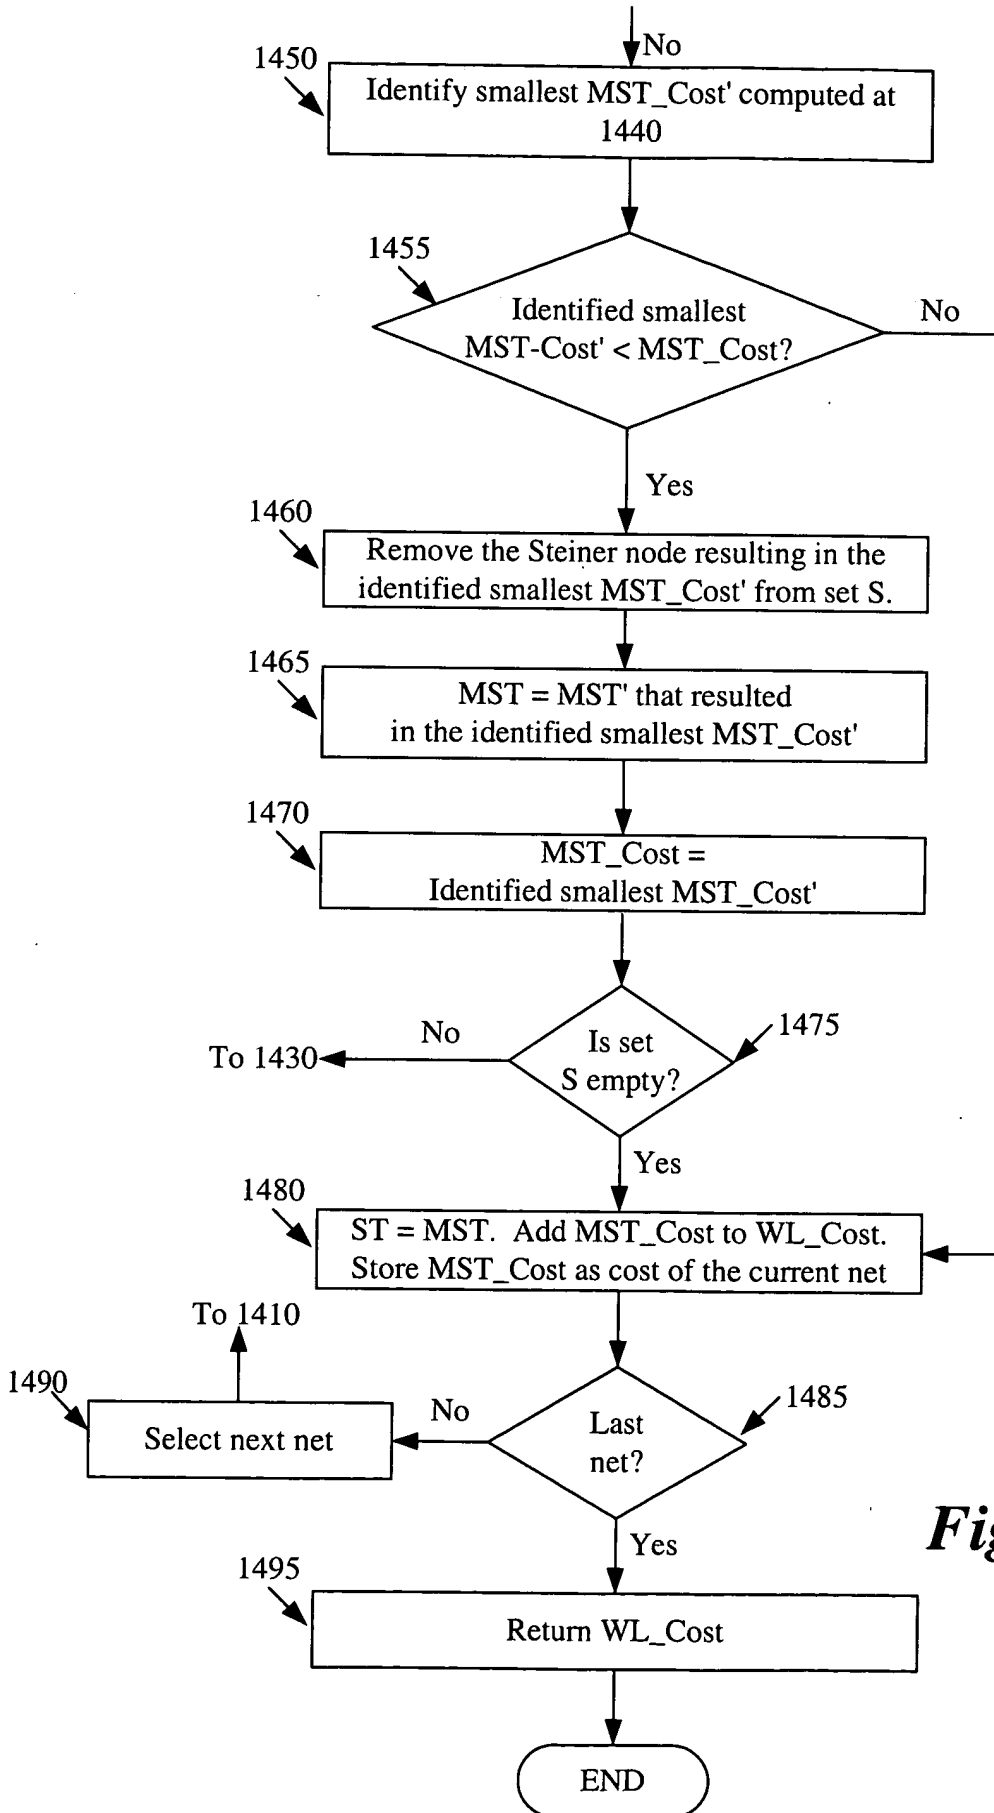 No
1450
Identify smallest MST_Cost' computed at
1440
1455
Identified smallest
MST-Cost' < MST_Cost?
No
Yes
1460
Remove the Steiner node resulting in the
identified smallest MST_Cost' from set S.
1465
MST = MST' that resulted
in the identified smallest MST_Cost'
1470
MST_Cost =
Identified smallest MST_Cost'
1475
No
Is set
S empty?
To 1430
Yes
1480
ST = MST. Add MST_Cost to WL_Cost.
Store MST_Cost as cost of the current net
To 1410
1490
Select next net
No
1485
Last
net?
Yes
1495
Return WL_Cost
END